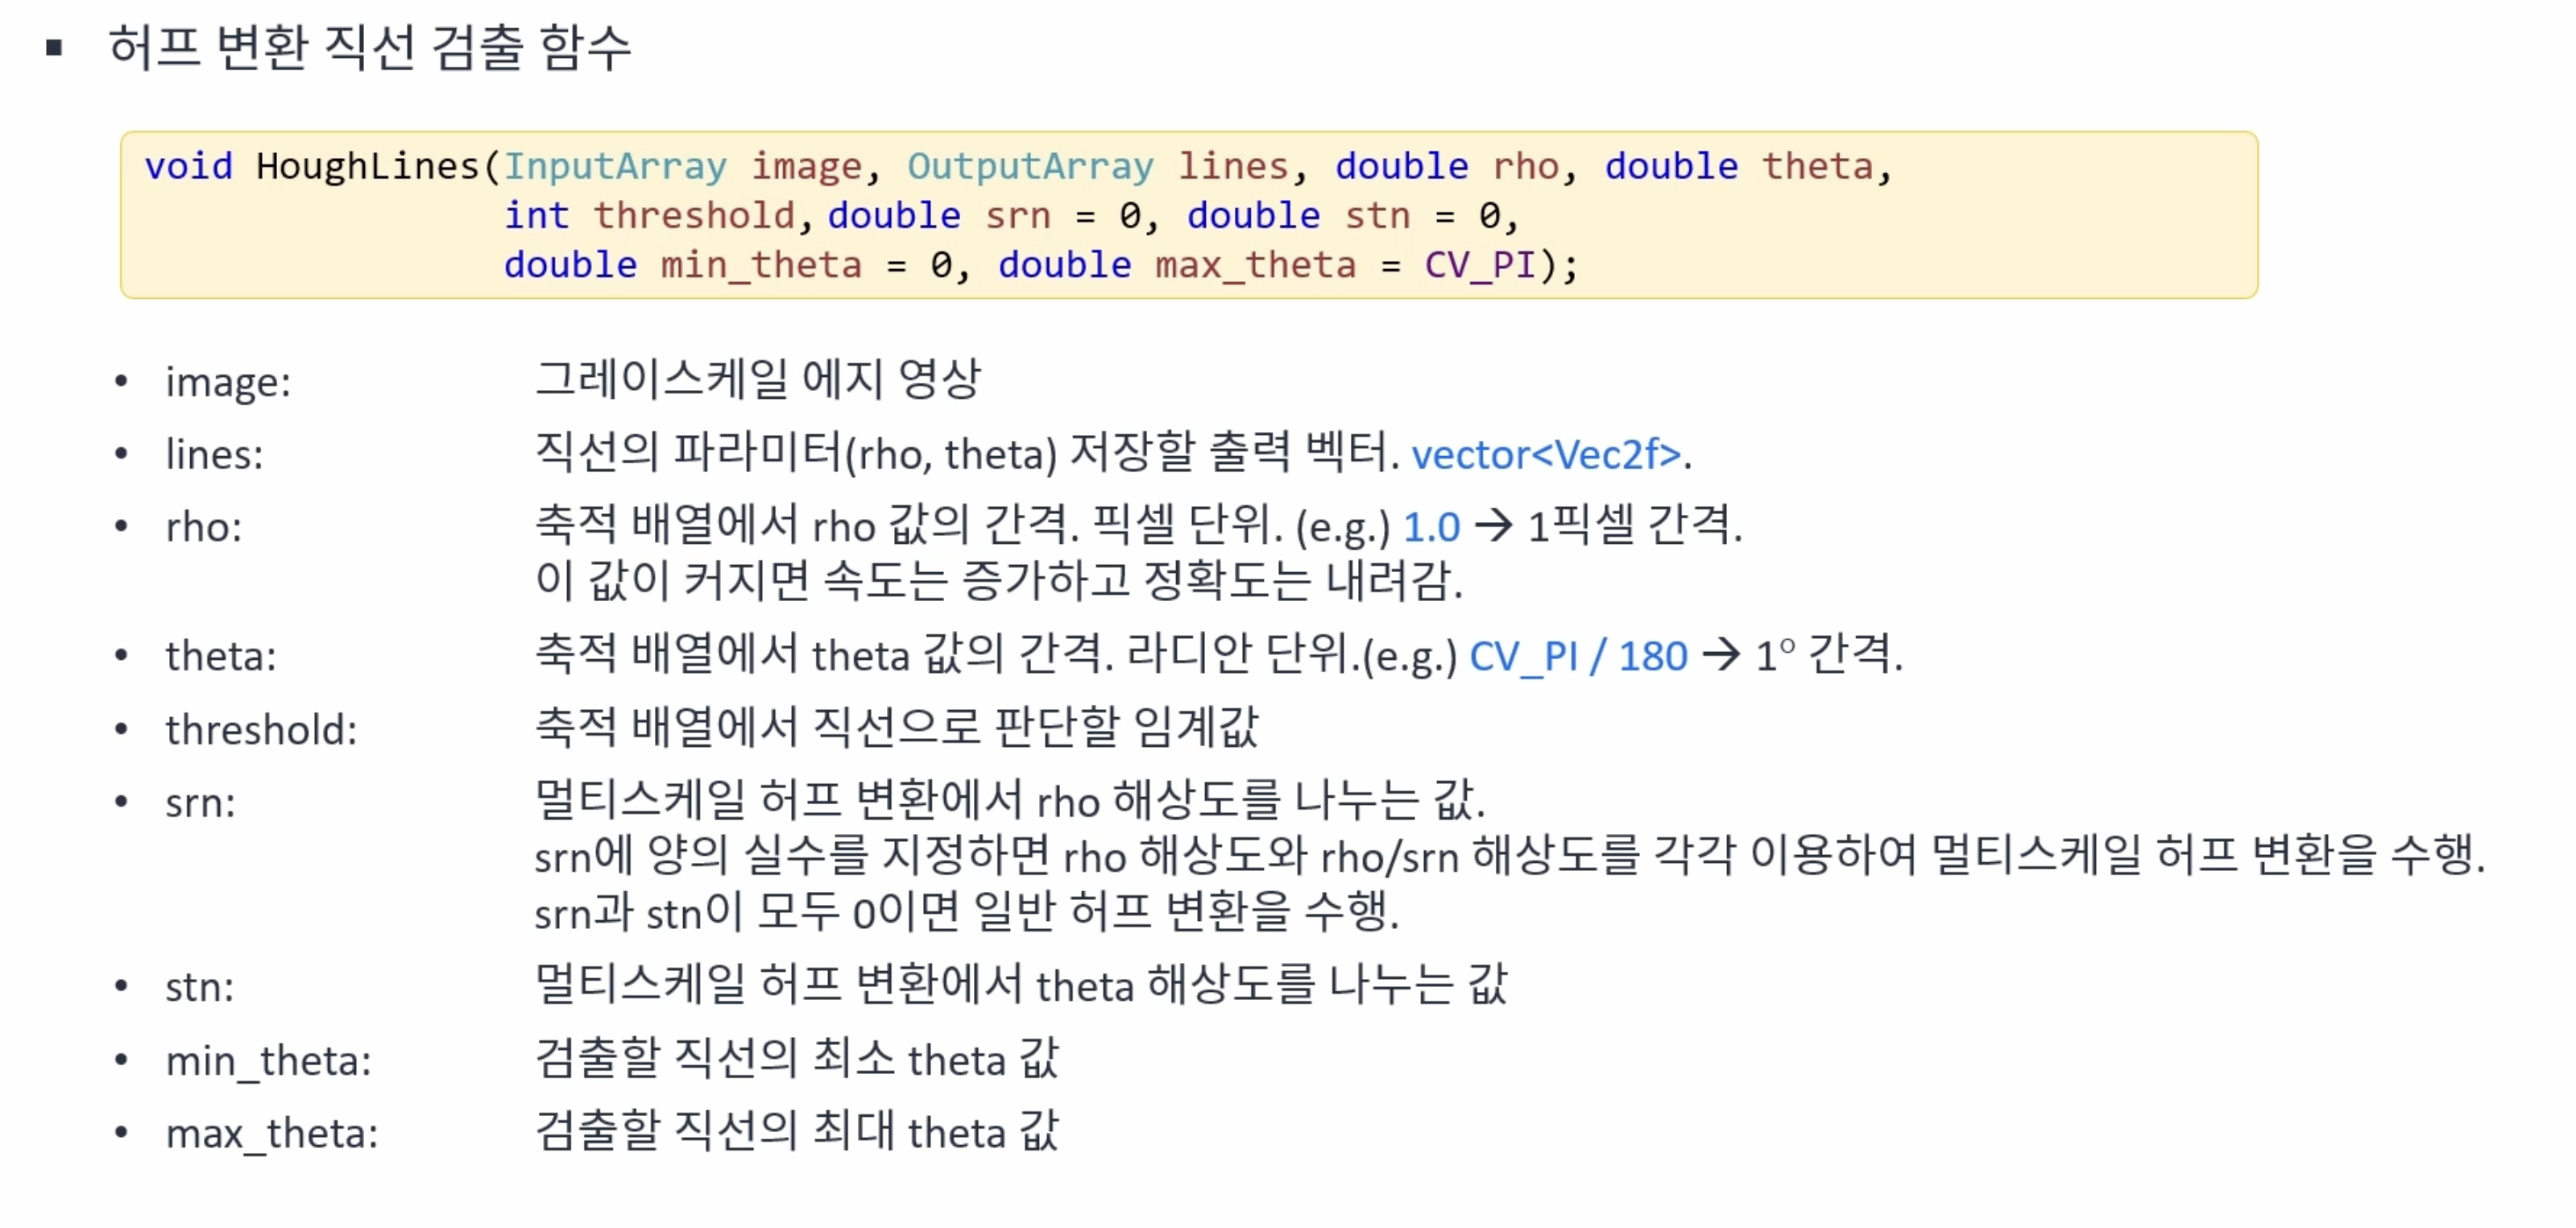 ▪ 허프 변환 직선 검출 함수
void HoughLines(InputArray image, OutputArray lines, double rho, double theta,
int threshold, double srn = 0, double stn = 0,
double min_theta = 0, double max_theta = CV_PI);
• image: 그레이스케일 에지 영상
• lines: 직선의 파라미터(rho, theta) 저장할 출력 벡터. vector<Vec2f>.
• rho: 축적 배열에서 rho 값의 간격. 픽셀 단위. (e.g.) 1.0 → 1픽셀 간격.
이 값이 커지면 속도는 증가하고 정확도는 내려감.
• theta: 축적 배열에서 theta 값의 간격. 라디안 단위.(e.g.) CV_PI / 180 → 1° 간격.
• threshold: 축적 배열에서 직선으로 판단할 임계값
• srn: 멀티스케일 허프 변환에서 rho 해상도를 나누는 값.
srn에 양의 실수를 지정하면 rho 해상도와 rho/srn 해상도를 각각 이용하여 멀티스케일 허프 변환을 수행.
srn과 stn이 모두 0이면 일반 허프 변환을 수행.
• stn: 멀티스케일 허프 변환에서 theta 해상도를 나누는 값
• min_theta: 검출할 직선의 최소 theta 값
• max_theta: 검출할 직선의 최대 theta 값